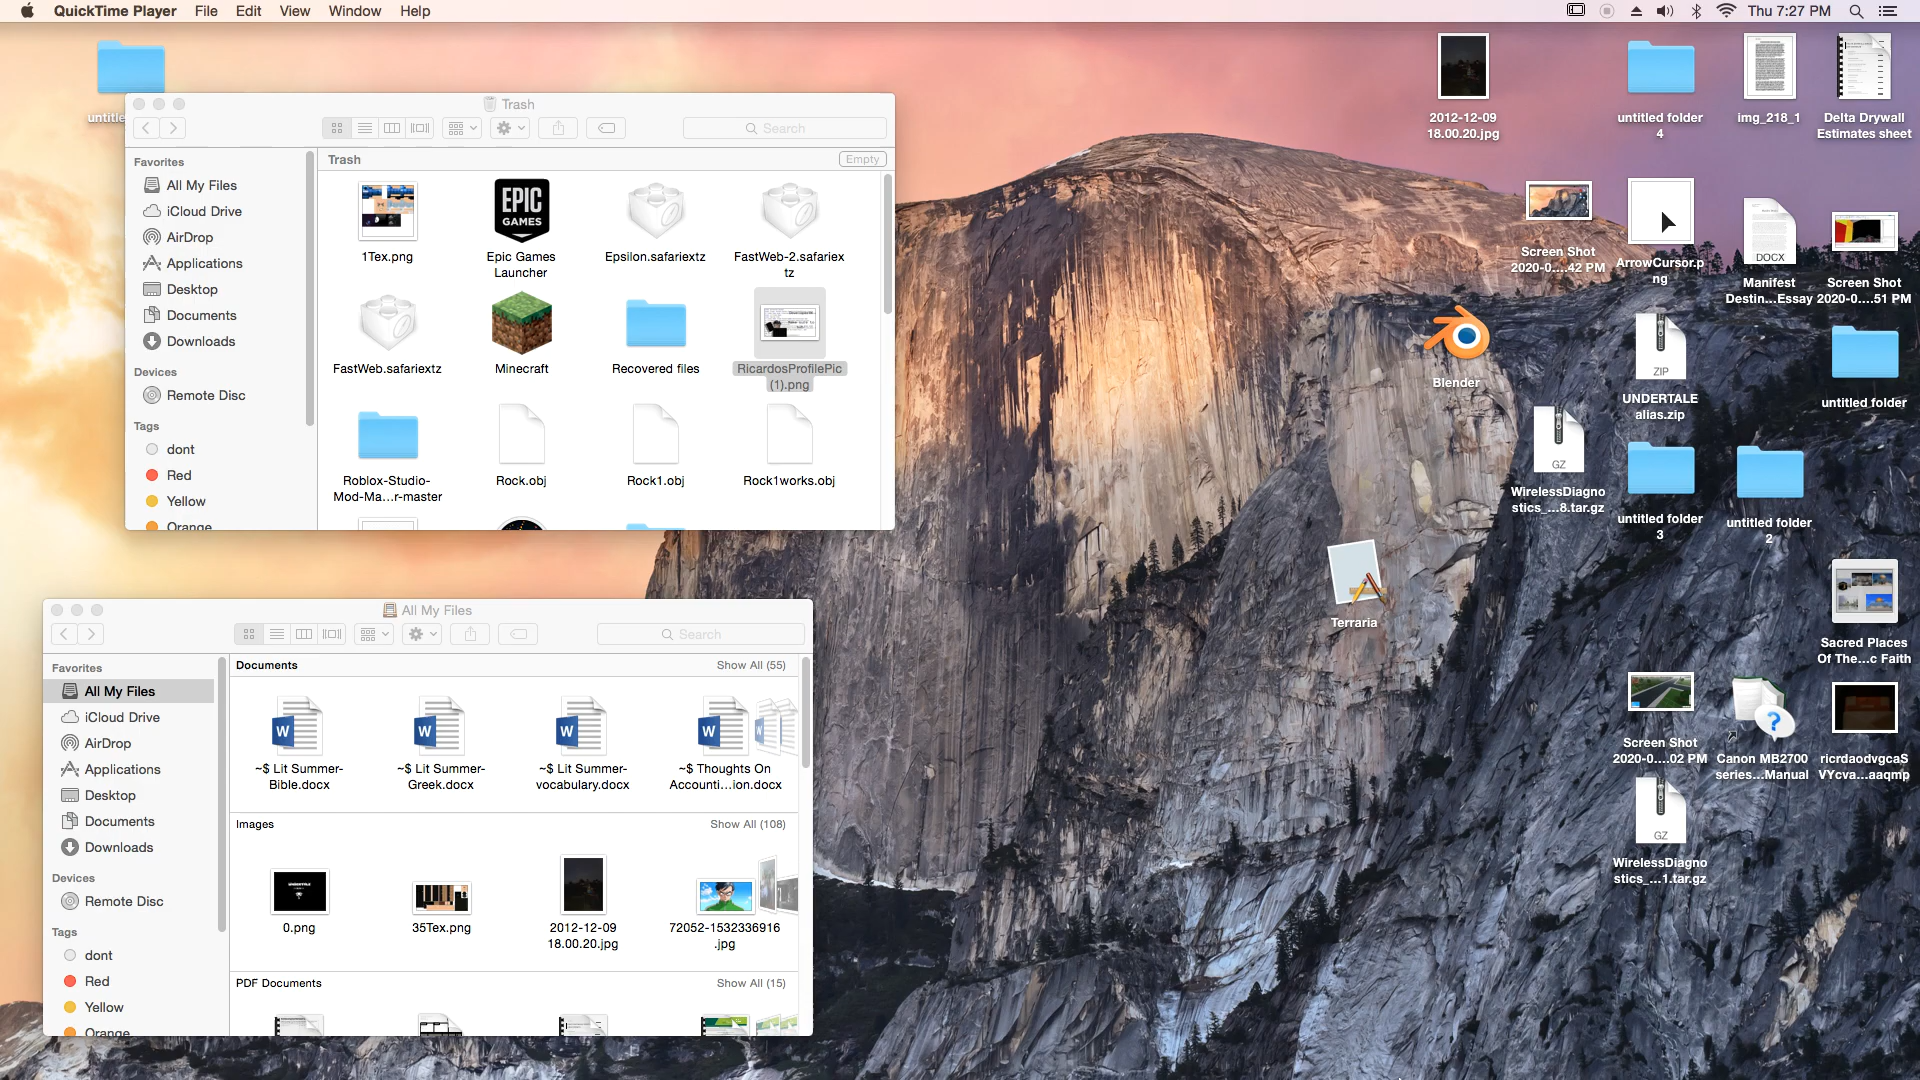 QuickTime Player File Edit View Window Help
Thu 7:27 PM
untitle
Trash
Search
Favorites
All My Files
iCloud Drive
AirDrop
Applications
Desktop
Documents
Downloads
Devices
Remote Disc
Tags
dont
Red
Yellow
Orange
Trash
Empty
1Tex.png
EPIC
GAMES
Epic Games
Launcher
Epsilon.safariextz
FastWeb-2.safariex
tz
FastWeb.safariextz
Minecraft
Recovered files
RicardosProfilePic
(1).png
Roblox-Studio-
Mod-Ma...r-master
Rock.obj
Rock1.obj
Rock1works.obj
All My Files
Search
Favorites
All My Files
iCloud Drive
AirDrop
Applications
Desktop
Documents
Downloads
Devices
Remote Disc
Tags
dont
Red
Yellow
Orange
Documents
Show All (55)
W
~$ Lit Summer-
Bible.docx
W
~$ Lit Summer-
Greek.docx
W
~$ Lit Summer-
vocabulary.docx
W
~$ Thoughts On
Accounti...ion.docx
Images
Show All (108)
0.png
35Tex.png
2012-12-09
18.00.20.jpg
72052-1532336916
.jpg
PDF Documents
Show All (15)
2012-12-09
18.00.20.jpg
untitled folder
4
img_218_1
Delta Drywall
Estimates sheet
Screen Shot
2020-0....42 PM
ArrowCursor.p
ng
DOCX
Manifest
Destin...Essay
Screen Shot
2020-0....51 PM
Blender
ZIP
UNDERTALE
alias.zip
untitled folder
GZ
WirelessDiagno
stics_...8.tar.gz
untitled folder
3
untitled folder
2
Terraria
Sacred Places
Of The...c Faith
Screen Shot
2020-0....02 PM
?
Canon MB2700
series...Manual
ricrdaodvgcaS
VYcva...aaqmp
GZ
WirelessDiagno
stics_...1.tar.gz